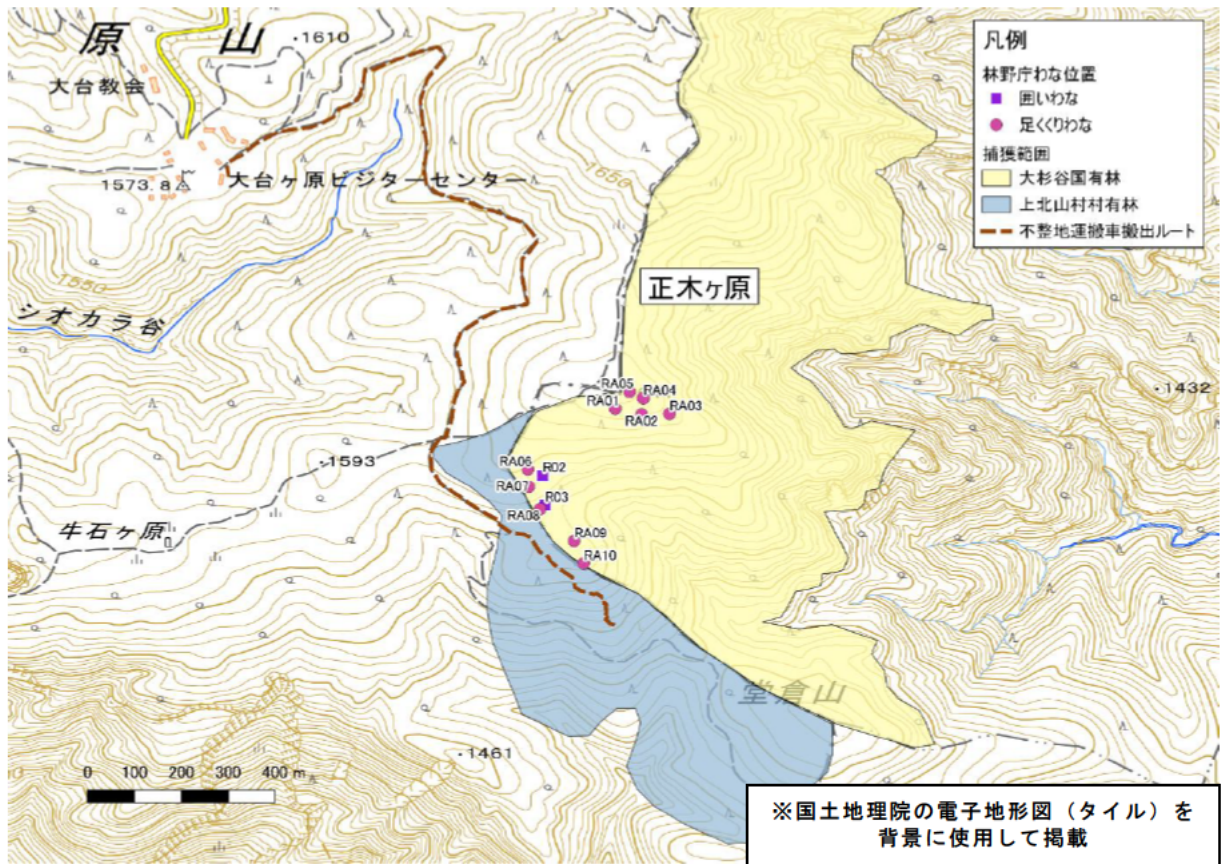 原山
・1610
大台教会
1573.8
大台ヶ原ビジターセンター
1650
1550
シオカラ谷
正木ヶ原
凡例
林野庁わな位置
囲いわな
足くくりわな
捕獲範囲
大杉谷国有林
上北山村村有林
不整地運搬車搬出ルート
・1432
RA05
RA04
RA01
RA03
RA02
・1593
RA06
R02
RA07
R03
RA08
牛石ヶ原
RA09
RA10
堂倉山
・1461
0 100 200 300 400 m
※国土地理院の電子地形図（タイル）を
背景に使用して掲載